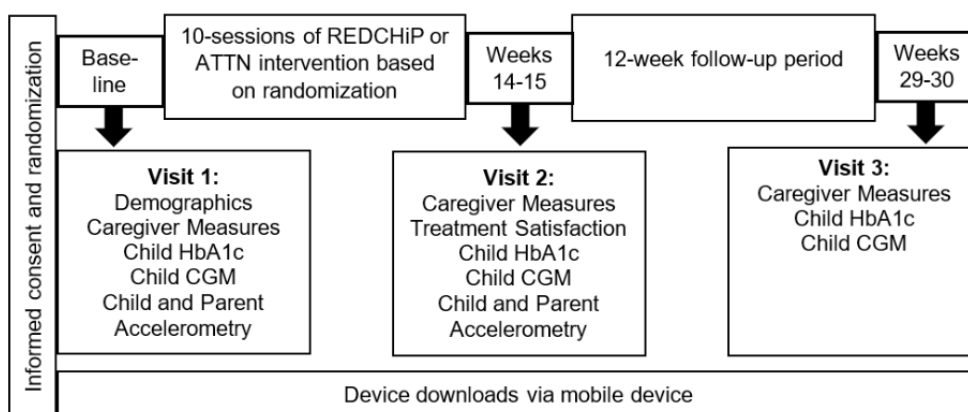 Informed consent and randomization
Base-
line
10-sessions of REDCHiP or
ATTN intervention based
on randomization
Weeks
14-15
12-week follow-up period
Weeks
29-30
Visit 1:
Demographics
Caregiver Measures
Child HbA1c
Child CGM
Child and Parent
Accelerometry
Visit 2:
Caregiver Measures
Treatment Satisfaction
Child HbA1c
Child CGM
Child and Parent
Accelerometry
Visit 3:
Caregiver Measures
Child HbA1c
Child CGM
Device downloads via mobile device